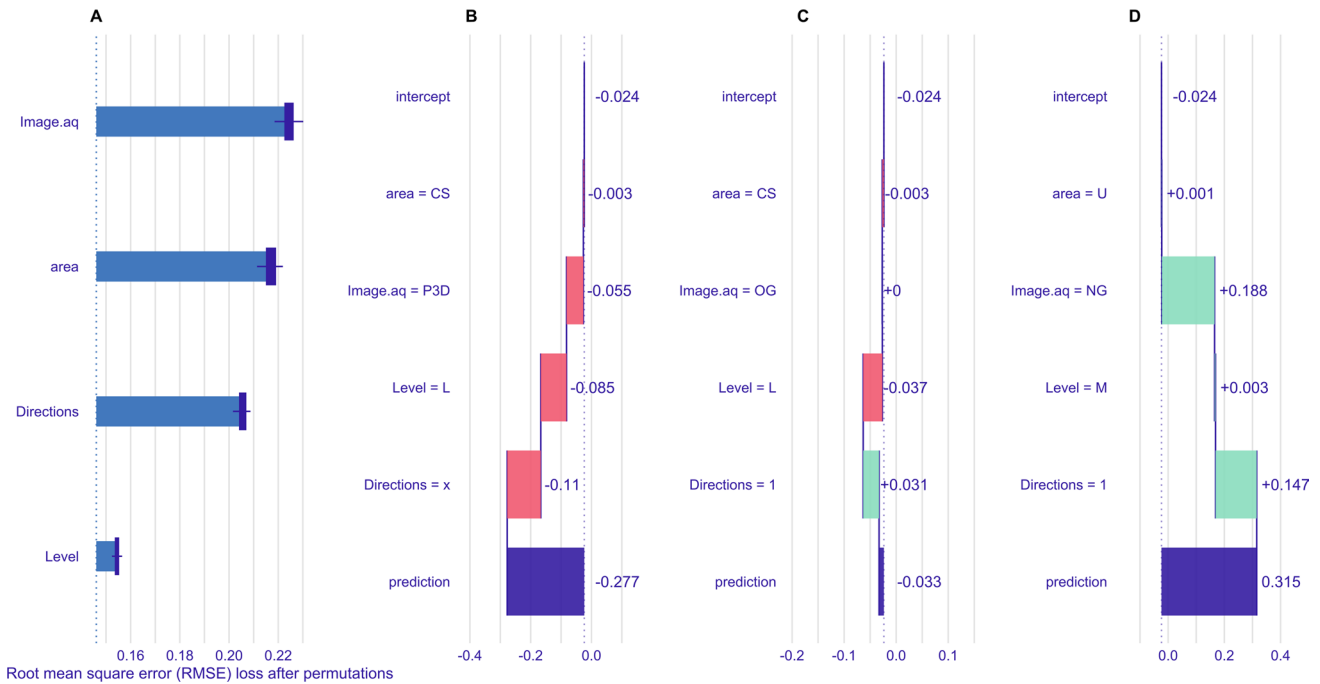 A
Image.aq
area
Directions
Level
0.16 0.18 0.20 0.22
Root mean square error (RMSE) loss after permutations
B
intercept -0.024
area = CS -0.003
Image.aq = P3D -0.055
Level = L -0.085
Directions = x -0.11
prediction -0.277
-0.4 -0.2 0.0
C
intercept -0.024
area = CS -0.003
Image.aq = OG +0
Level = L -0.037
Directions = 1 +0.031
prediction -0.033
-0.2 -0.1 0.0 0.1
D
intercept -0.024
area = U +0.001
Image.aq = NG +0.188
Level = M +0.003
Directions = 1 +0.147
prediction 0.315
0.0 0.2 0.4